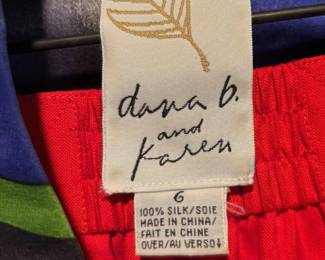 dana b.
and
karen
6
100% SILK/SOIE
MADE IN CHINA/
FAIT EN CHINE
OVER/AU VERSO↓